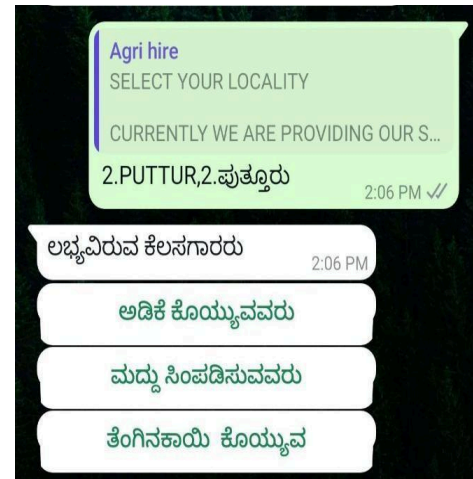 Agri hire
SELECT YOUR LOCALITY
CURRENTLY WE ARE PROVIDING OUR S...
2.PUTTUR,2.ಪುತ್ತೂರು
2:06 PM
ಲಭ್ಯವಿರುವ ಕೆಲಸಗಾರರು
2:06 PM
ಅಡಿಕೆ ಕೊಯ್ಯುವವರು
ಮದ್ದು ಸಿಂಪಡಿಸುವವರು
ತೆಂಗಿನಕಾಯಿ ಕೊಯ್ಯುವ